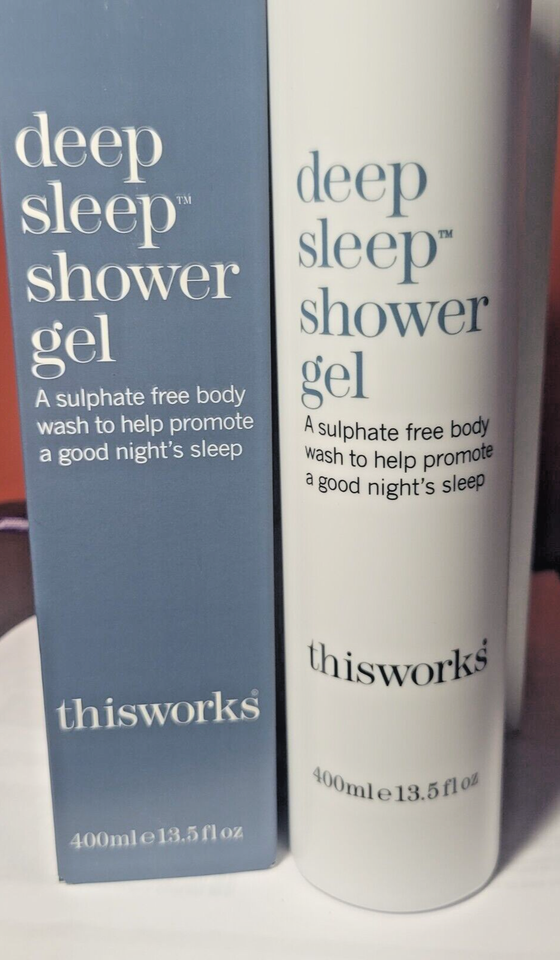 deep
sleep™
shower
gel
A sulphate free body
wash to help promote
a good night's sleep
thisworks®
400ml e 13.5 fl oz
deep
sleep™
shower
gel
A sulphate free body
wash to help promote
a good night's sleep
thisworks
400ml e 13.5 fl oz